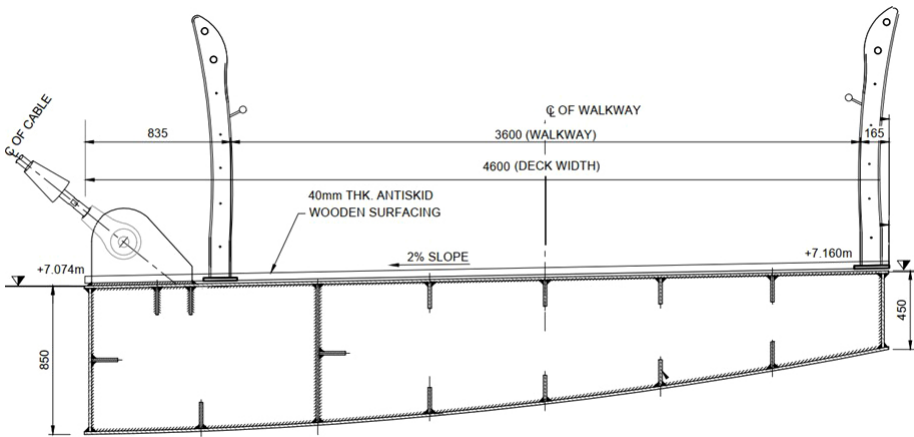 ℄ OF CABLE
℄ OF WALKWAY
835
3600 (WALKWAY)
165
4600 (DECK WIDTH)
40mm THK. ANTISKID
WOODEN SURFACING
2% SLOPE
+7.074m
+7.160m
850
450